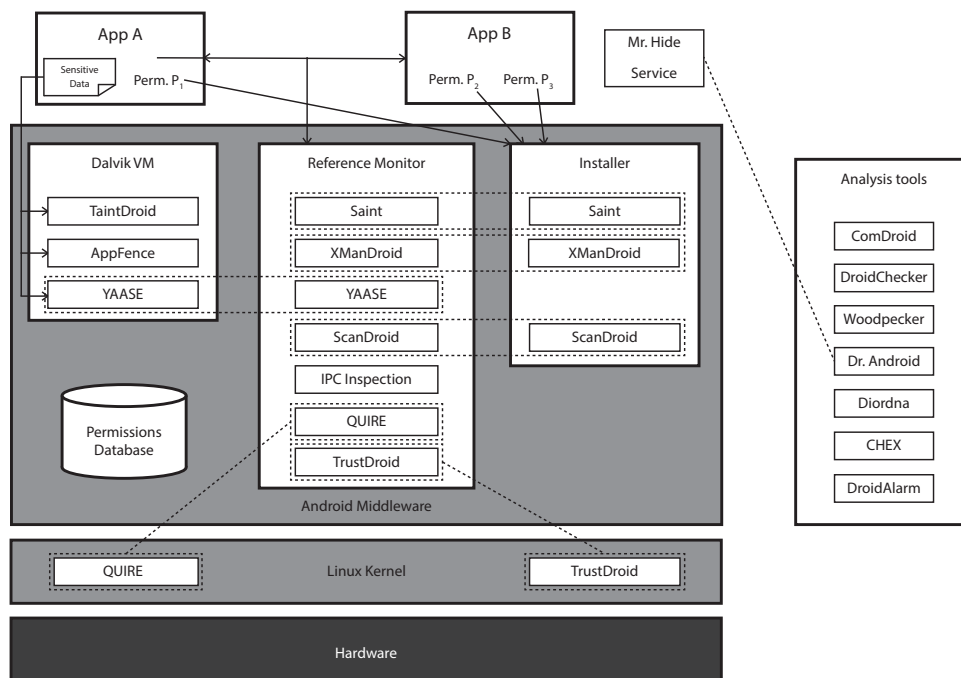 App A
App B
Mr. Hide
Service
Sensitive
Data
Perm. P1
Perm. P2
Perm. P3
Dalvik VM
TaintDroid
AppFence
YAASE
Reference Monitor
Saint
XManDroid
YAASE
ScanDroid
IPC Inspection
QUIRE
TrustDroid
Installer
Saint
XManDroid
ScanDroid
Permissions
Database
Android Middleware
QUIRE
Linux Kernel
TrustDroid
Hardware
Analysis tools
ComDroid
DroidChecker
Woodpecker
Dr. Android
Diordna
CHEX
DroidAlarm